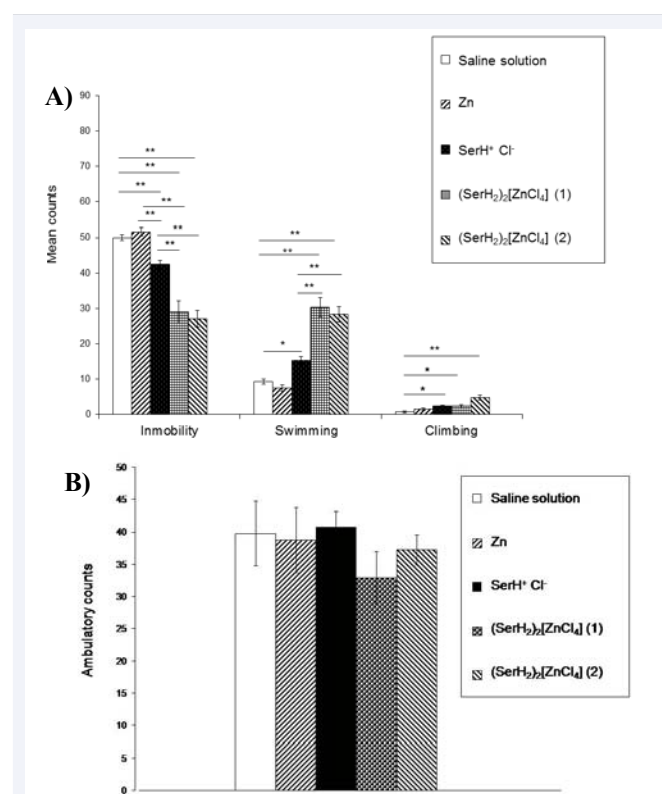 A)
Mean counts
90
80
70
60
50
40
30
20
10
0
Saline solution
Zn
SerH⁺ Cl⁻
(SerH₂)₂[ZnCl₄] (1)
(SerH₂)₂[ZnCl₄] (2)
**
**
**
**
**
**
**
**
**
**
**
**
*
**
*
*
Inmobility
Swimming
Climbing
B)
Ambulatory counts
50
45
40
35
30
25
20
15
10
5
0
Saline solution
Zn
SerH⁺ Cl⁻
(SerH₂)₂[ZnCl₄] (1)
(SerH₂)₂[ZnCl₄] (2)